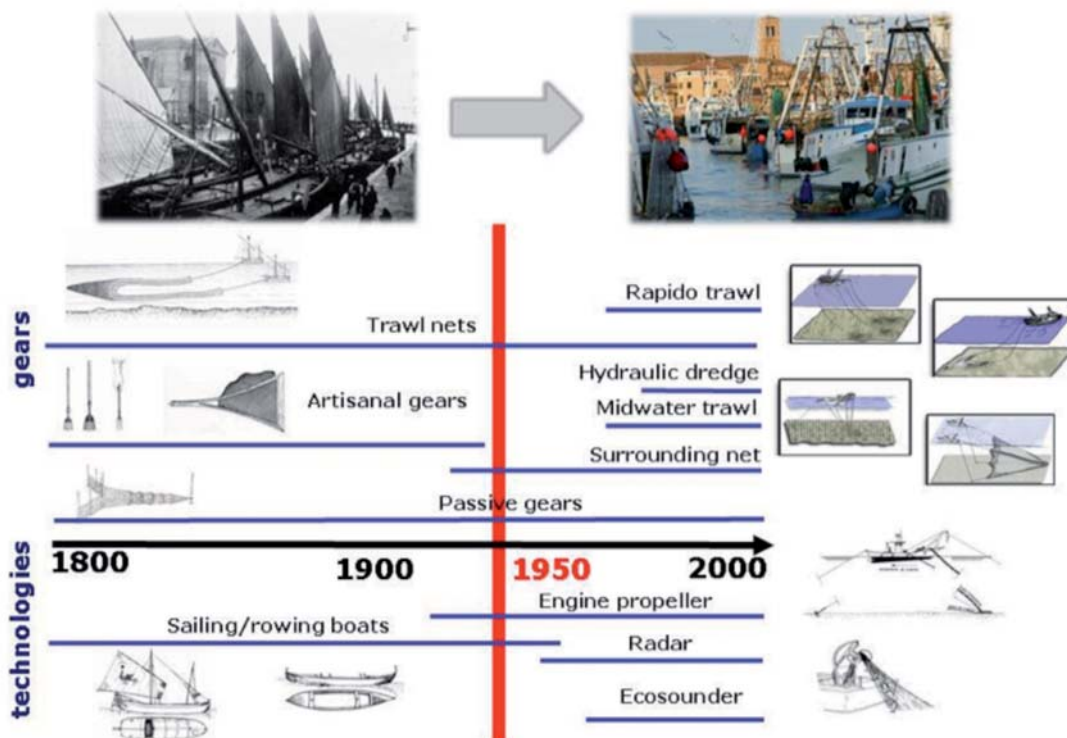 gears
Rapido trawl
Trawl nets
Hydraulic dredge
Artisanal gears
Midwater trawl
Surrounding net
Passive gears
1800
1900
1950
2000
technologies
Engine propeller
Sailing/rowing boats
Radar
Ecosounder